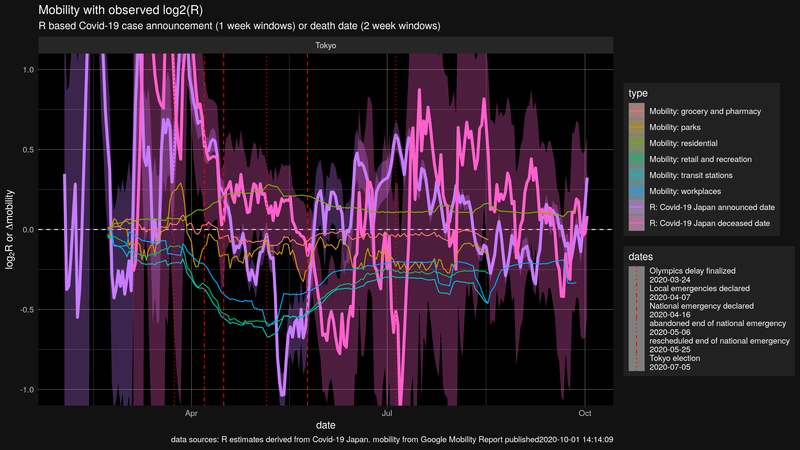 Mobility with observed log2(R)
R based Covid-19 case announcement (1 week windows) or death date (2 week windows)
Tokyo
1.0
0.5
0.0
-0.5
-1.0
log2R or Δmobility
Apr
Jul
Oct
date
type
Mobility: grocery and pharmacy
Mobility: parks
Mobility: residential
Mobility: retail and recreation
Mobility: transit stations
Mobility: workplaces
R: Covid-19 Japan announced date
R: Covid-19 Japan deceased date
dates
Olympics delay finalized
2020-03-24
Local emergencies declared
2020-04-07
National emergency declared
2020-04-16
abandoned end of national emergency
2020-05-06
rescheduled end of national emergency
2020-05-25
Tokyo election
2020-07-05
data sources: R estimates derived from Covid-19 Japan. mobility from Google Mobility Report published2020-10-01 14:14:09